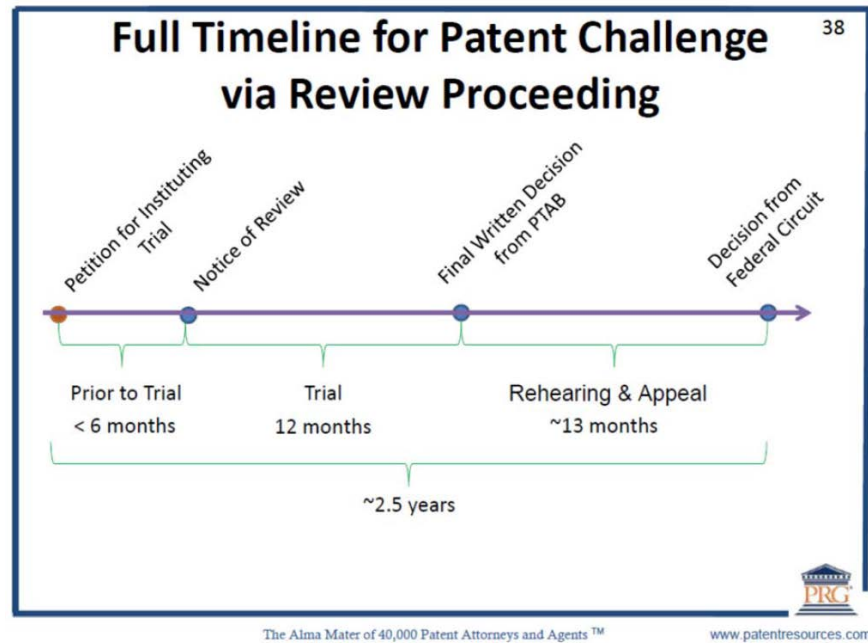 Full Timeline for Patent Challenge
via Review Proceeding
38
Petition for Instituting
Trial
Notice of Review
Final Written Decision
from PTAB
Decision from
Federal Circuit
Prior to Trial
< 6 months
Trial
12 months
Rehearing & Appeal
~13 months
~2.5 years
PRG
The Alma Mater of 40,000 Patent Attorneys and Agents ™
www.patentresources.com